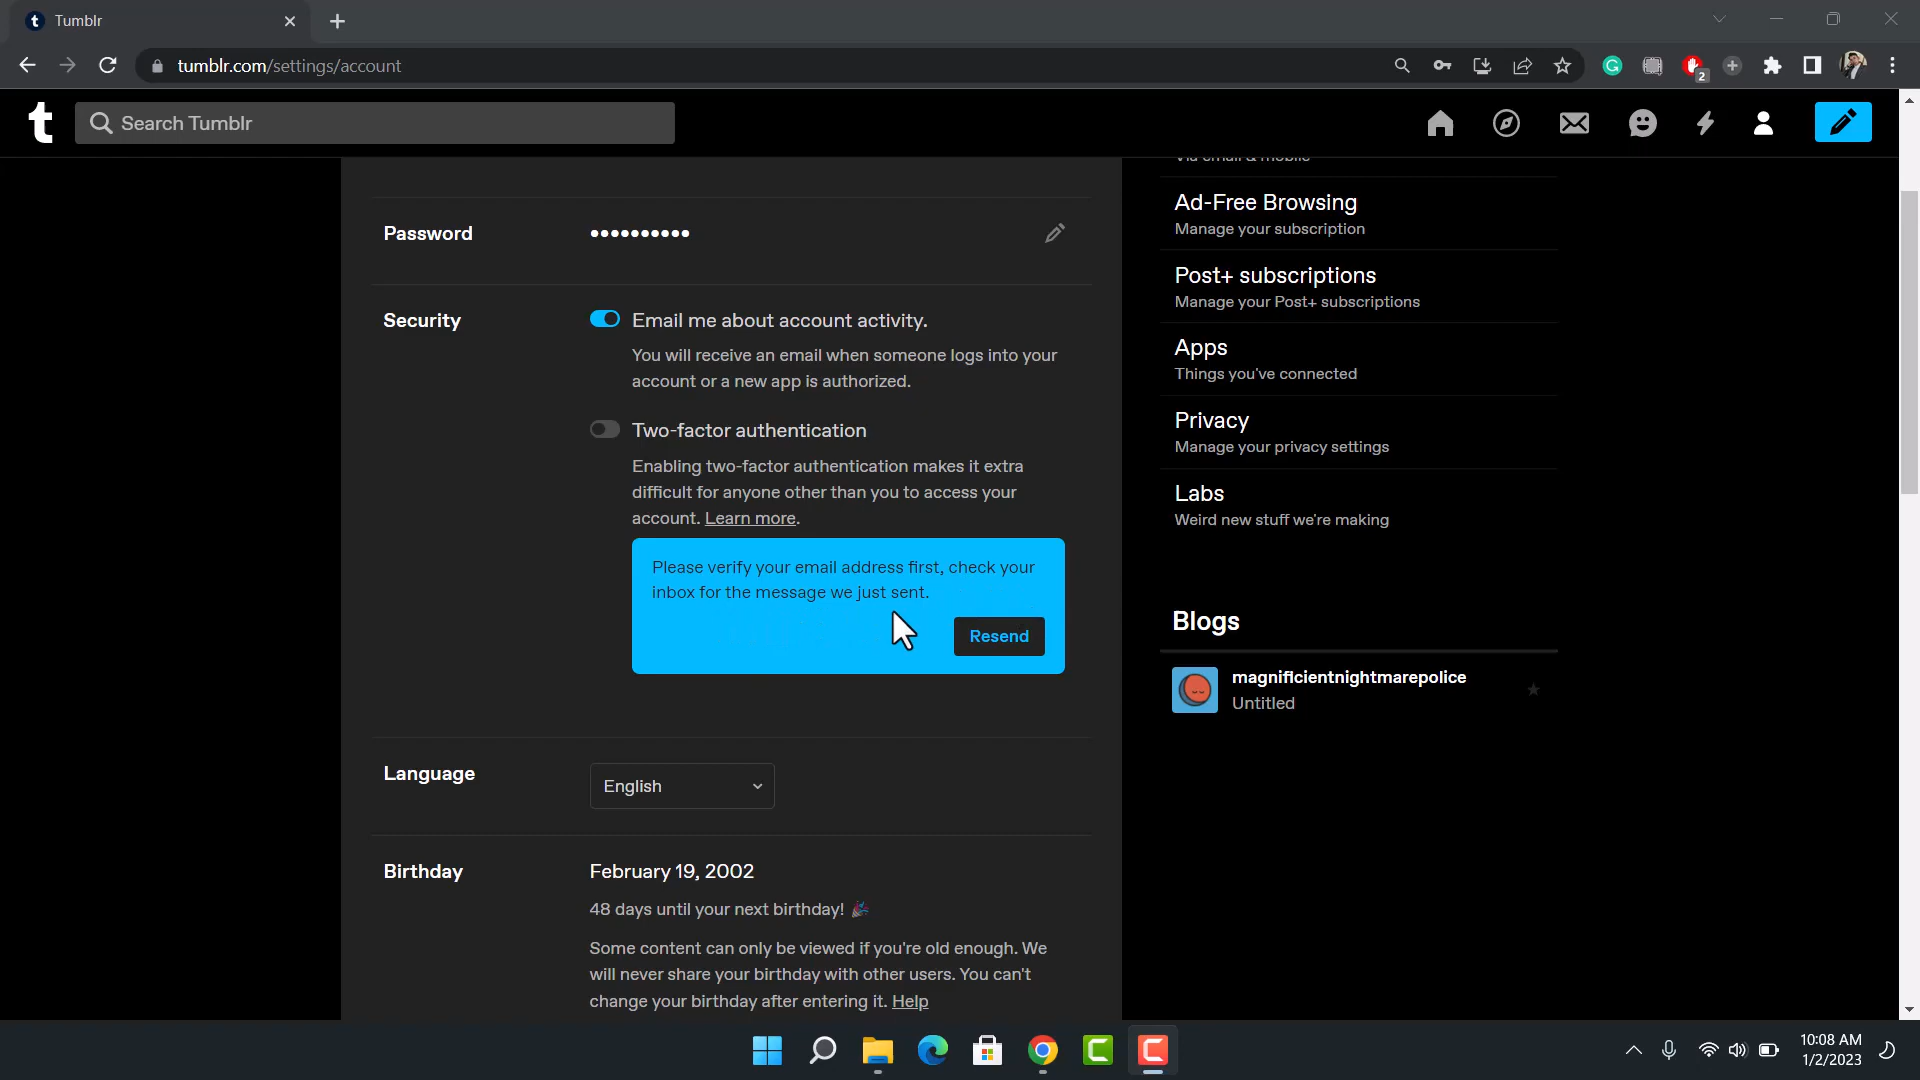 Tumblr
tumblr.com/settings/account
2
Search Tumblr
via email & mobile
Password
••••••••••
Security
Email me about account activity.
You will receive an email when someone logs into your
account or a new app is authorized.
Two-factor authentication
Enabling two-factor authentication makes it extra
difficult for anyone other than you to access your
account. Learn more.
Please verify your email address first, check your
inbox for the message we just sent.
Resend
Language
English
Birthday
February 19, 2002
48 days until your next birthday! 🎉
Some content can only be viewed if you're old enough. We
will never share your birthday with other users. You can't
change your birthday after entering it. Help
Ad-Free Browsing
Manage your subscription
Post+ subscriptions
Manage your Post+ subscriptions
Apps
Things you've connected
Privacy
Manage your privacy settings
Labs
Weird new stuff we're making
Blogs
magnificientnightmarepolice
Untitled
10:08 AM
1/2/2023